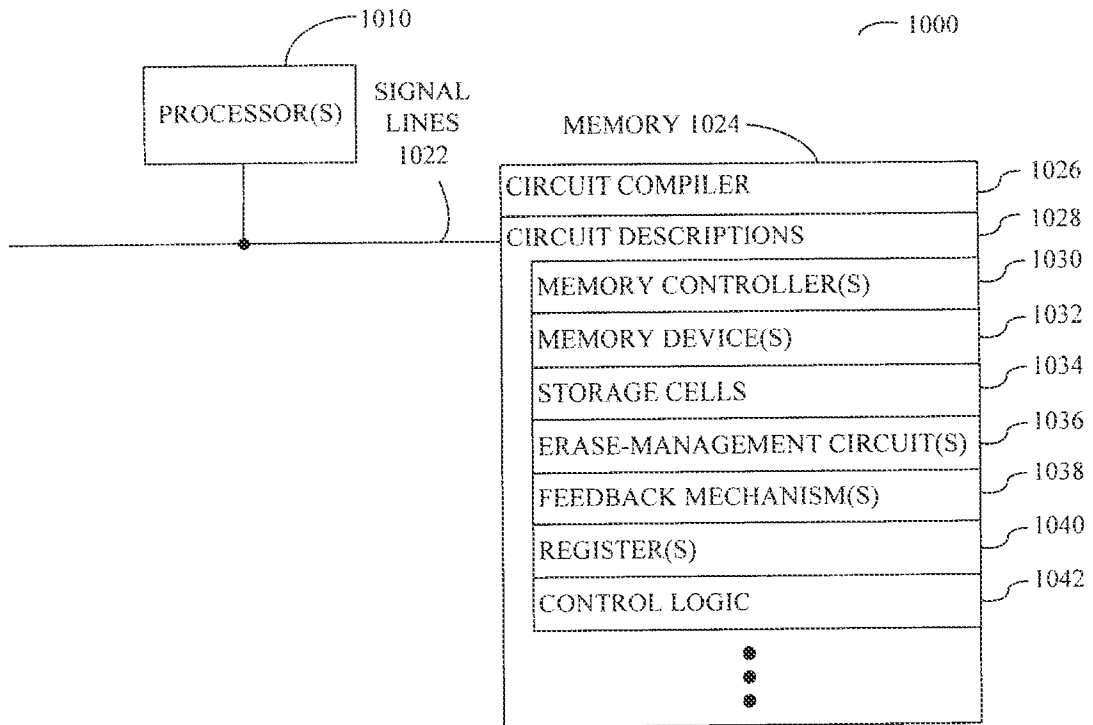 1010
1000
PROCESSOR(S)
SIGNAL
LINES
1022
MEMORY 1024
CIRCUIT COMPILER
1026
CIRCUIT DESCRIPTIONS
1028
MEMORY CONTROLLER(S)
1030
MEMORY DEVICE(S)
1032
STORAGE CELLS
1034
ERASE-MANAGEMENT CIRCUIT(S)
1036
FEEDBACK MECHANISM(S)
1038
REGISTER(S)
1040
CONTROL LOGIC
1042